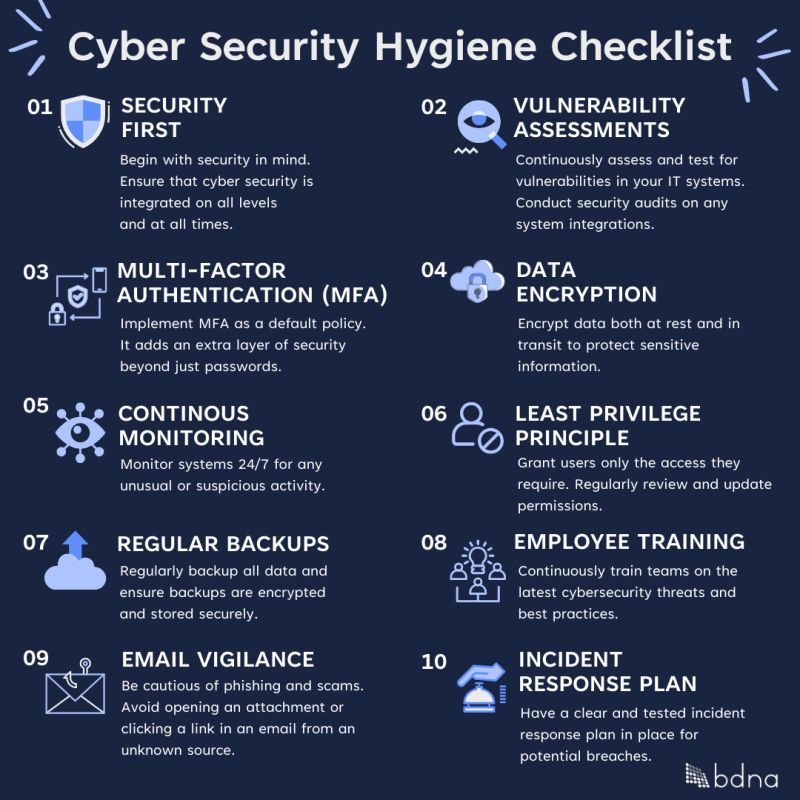 Cyber Security Hygiene Checklist
01
SECURITY
FIRST
Begin with security in mind.
Ensure that cyber security is
integrated on all levels
and at all times.
02
VULNERABILITY
ASSESSMENTS
Continuously assess and test for
vulnerabilities in your IT systems.
Conduct security audits on any
system integrations.
03
MULTI-FACTOR
AUTHENTICATION (MFA)
Implement MFA as a default policy.
It adds an extra layer of security
beyond just passwords.
04
DATA
ENCRYPTION
Encrypt data both at rest and in
transit to protect sensitive
information.
05
CONTINOUS
MONITORING
Monitor systems 24/7 for any
unusual or suspicious activity.
06
LEAST PRIVILEGE
PRINCIPLE
Grant users only the access they
require. Regularly review and update
permissions.
07
REGULAR BACKUPS
Regularly backup all data and
ensure backups are encrypted
and stored securely.
08
EMPLOYEE TRAINING
Continuously train teams on the
latest cybersecurity threats and
best practices.
09
EMAIL VIGILANCE
Be cautious of phishing and scams.
Avoid opening an attachment or
clicking a link in an email from an
unknown source.
10
INCIDENT
RESPONSE PLAN
Have a clear and tested incident
response plan in place for
potential breaches.
bdna